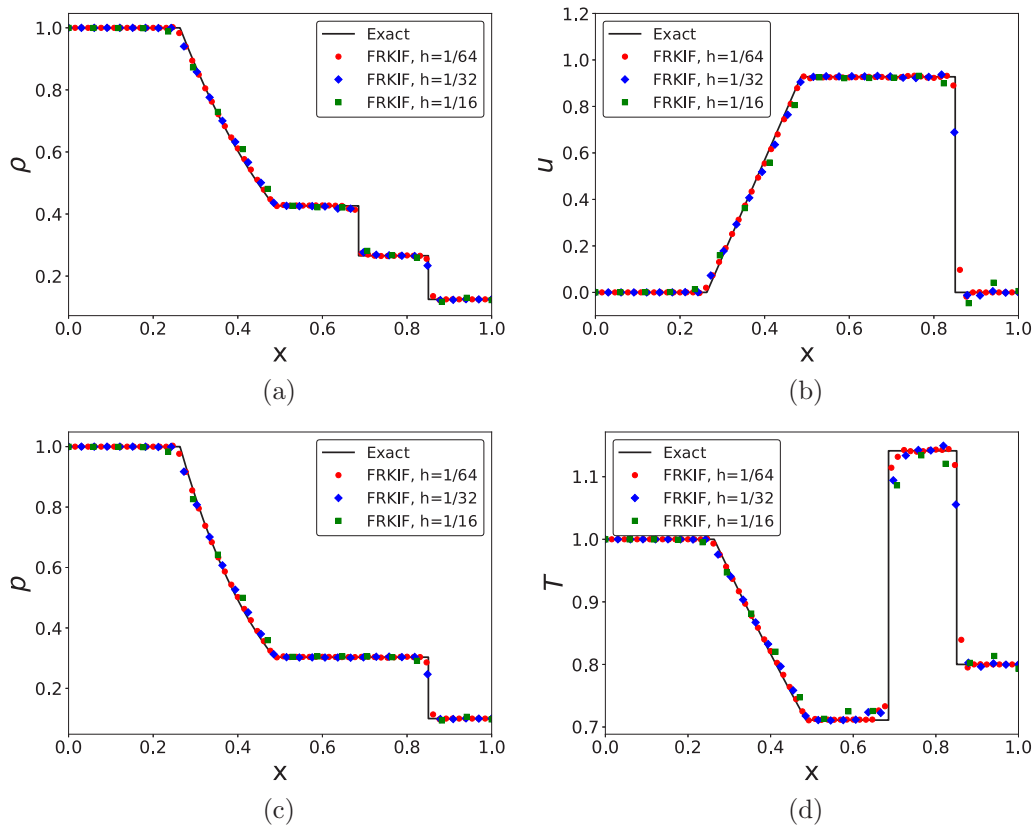 1.0
0.8
0.6
0.4
0.2
ρ
Exact
FRKIF, h=1/64
FRKIF, h=1/32
FRKIF, h=1/16
0.0 0.2 0.4 0.6 0.8 1.0
x
(a)
1.2
1.0
0.8
0.6
0.4
0.2
0.0
u
Exact
FRKIF, h=1/64
FRKIF, h=1/32
FRKIF, h=1/16
0.0 0.2 0.4 0.6 0.8 1.0
x
(b)
1.0
0.8
0.6
0.4
0.2
p
Exact
FRKIF, h=1/64
FRKIF, h=1/32
FRKIF, h=1/16
0.0 0.2 0.4 0.6 0.8 1.0
x
(c)
1.1
1.0
0.9
0.8
0.7
T
Exact
FRKIF, h=1/64
FRKIF, h=1/32
FRKIF, h=1/16
0.0 0.2 0.4 0.6 0.8 1.0
x
(d)